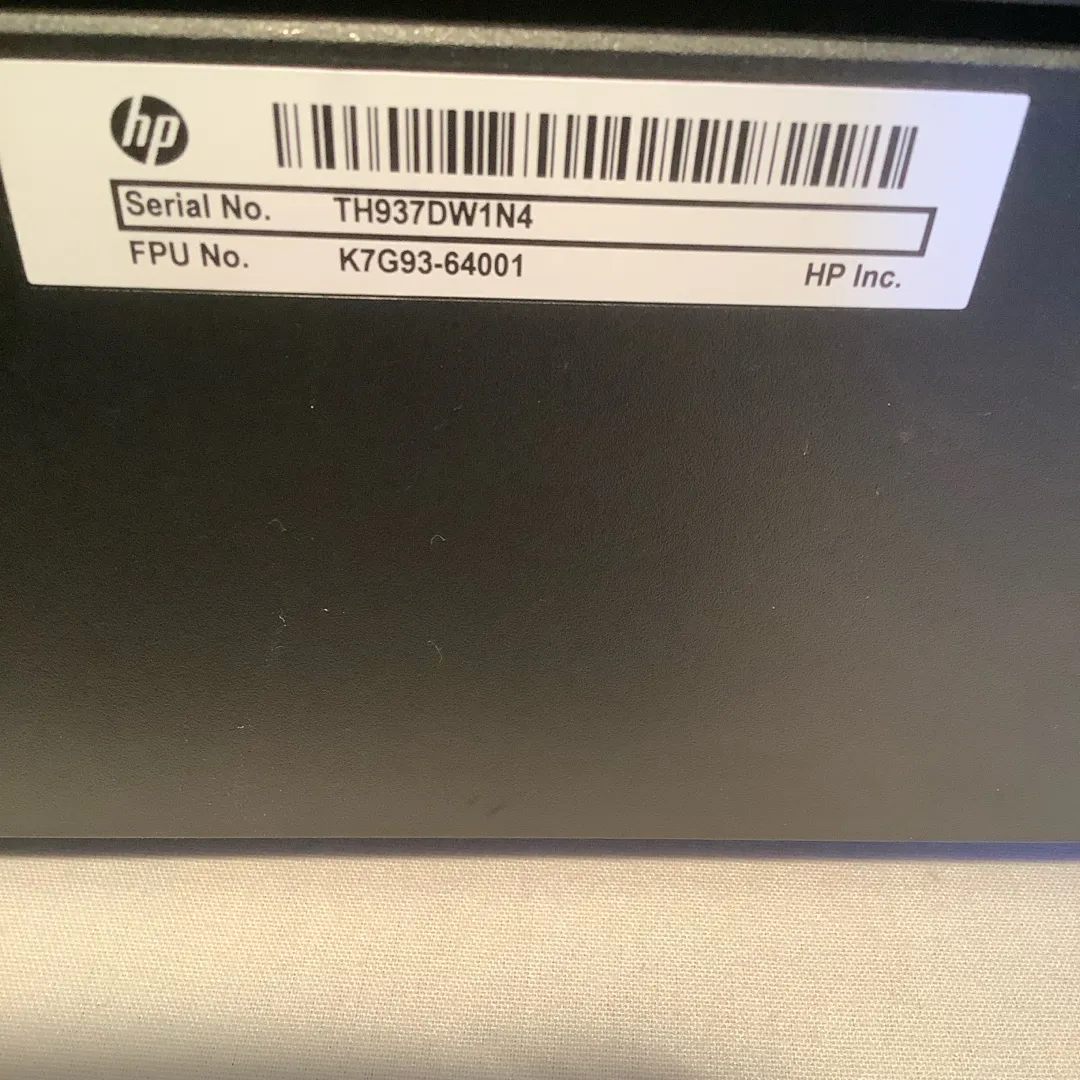 hp
Serial No. TH937DW1N4
FPU No. K7G93-64001
HP Inc.